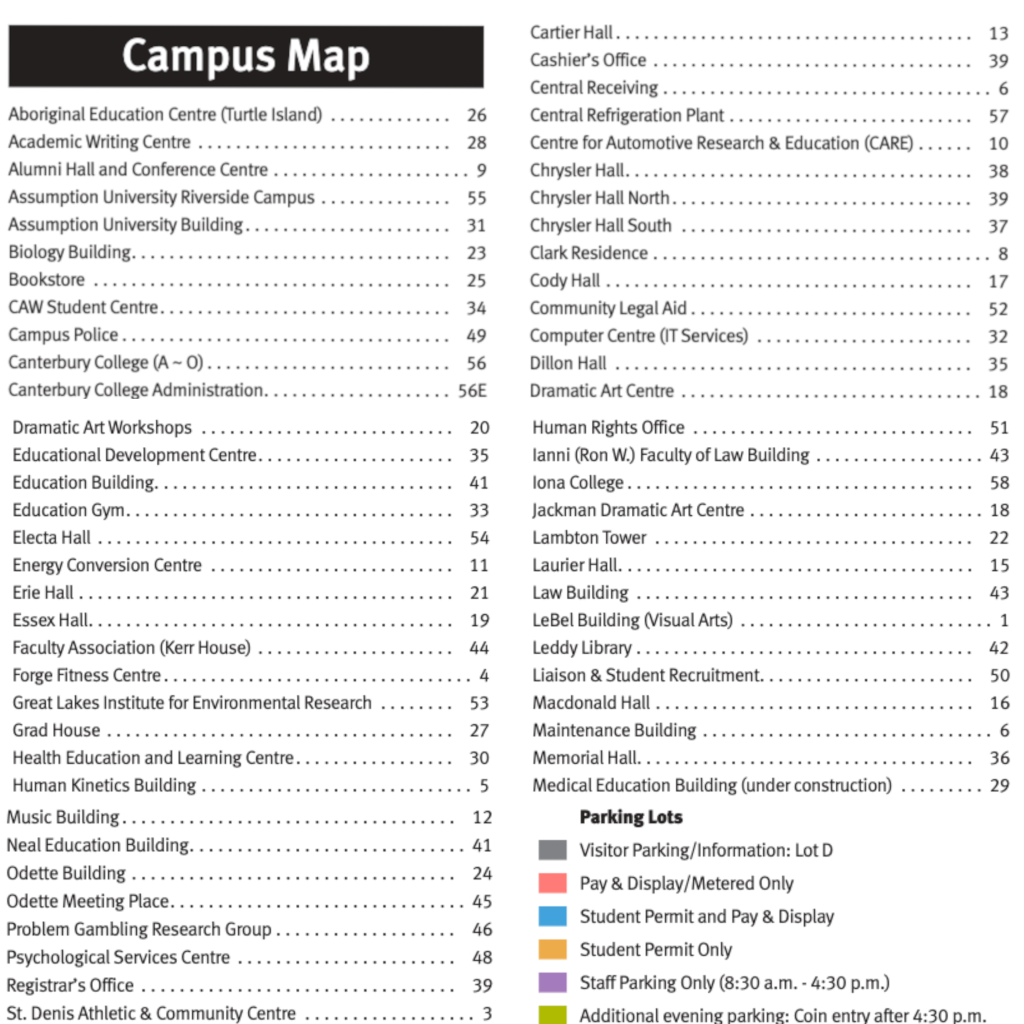 Campus Map
Aboriginal Education Centre (Turtle Island) . . . . . . . . . . . . . 26
Academic Writing Centre . . . . . . . . . . . . . . . . . . . . . . . . . . . 28
Alumni Hall and Conference Centre . . . . . . . . . . . . . . . . . . . . . 9
Assumption University Riverside Campus . . . . . . . . . . . . . . 55
Assumption University Building . . . . . . . . . . . . . . . . . . . . . . 31
Biology Building . . . . . . . . . . . . . . . . . . . . . . . . . . . . . . . . . . 23
Bookstore . . . . . . . . . . . . . . . . . . . . . . . . . . . . . . . . . . . . . . 25
CAW Student Centre . . . . . . . . . . . . . . . . . . . . . . . . . . . . . . . 34
Campus Police . . . . . . . . . . . . . . . . . . . . . . . . . . . . . . . . . . . 49
Canterbury College (A ~ O) . . . . . . . . . . . . . . . . . . . . . . . . . . 56
Canterbury College Administration . . . . . . . . . . . . . . . . . . . . . 56E
Dramatic Art Workshops . . . . . . . . . . . . . . . . . . . . . . . . . . . 20
Educational Development Centre . . . . . . . . . . . . . . . . . . . . . 35
Education Building . . . . . . . . . . . . . . . . . . . . . . . . . . . . . . . . 41
Education Gym . . . . . . . . . . . . . . . . . . . . . . . . . . . . . . . . . . . 33
Electa Hall . . . . . . . . . . . . . . . . . . . . . . . . . . . . . . . . . . . . . . 54
Energy Conversion Centre . . . . . . . . . . . . . . . . . . . . . . . . . . 11
Erie Hall . . . . . . . . . . . . . . . . . . . . . . . . . . . . . . . . . . . . . . . . 21
Essex Hall . . . . . . . . . . . . . . . . . . . . . . . . . . . . . . . . . . . . . . . 19
Faculty Association (Kerr House) . . . . . . . . . . . . . . . . . . . . . . 44
Forge Fitness Centre . . . . . . . . . . . . . . . . . . . . . . . . . . . . . . . . . 4
Great Lakes Institute for Environmental Research . . . . . . . . 53
Grad House . . . . . . . . . . . . . . . . . . . . . . . . . . . . . . . . . . . . . 27
Health Education and Learning Centre . . . . . . . . . . . . . . . . . . 30
Human Kinetics Building . . . . . . . . . . . . . . . . . . . . . . . . . . . . . 5
Music Building . . . . . . . . . . . . . . . . . . . . . . . . . . . . . . . . . . . 12
Neal Education Building . . . . . . . . . . . . . . . . . . . . . . . . . . . . . 41
Odette Building . . . . . . . . . . . . . . . . . . . . . . . . . . . . . . . . . . 24
Odette Meeting Place . . . . . . . . . . . . . . . . . . . . . . . . . . . . . . . 45
Problem Gambling Research Group . . . . . . . . . . . . . . . . . . . . 46
Psychological Services Centre . . . . . . . . . . . . . . . . . . . . . . . . 48
Registrar's Office . . . . . . . . . . . . . . . . . . . . . . . . . . . . . . . . . 39
St. Denis Athletic & Community Centre . . . . . . . . . . . . . . . . . . 3
Cartier Hall . . . . . . . . . . . . . . . . . . . . . . . . . . . . . . . . . . . . . . 13
Cashier's Office . . . . . . . . . . . . . . . . . . . . . . . . . . . . . . . . . . 39
Central Receiving . . . . . . . . . . . . . . . . . . . . . . . . . . . . . . . . . . . 6
Central Refrigeration Plant . . . . . . . . . . . . . . . . . . . . . . . . . . 57
Centre for Automotive Research & Education (CARE) . . . . . . 10
Chrysler Hall . . . . . . . . . . . . . . . . . . . . . . . . . . . . . . . . . . . . . 38
Chrysler Hall North . . . . . . . . . . . . . . . . . . . . . . . . . . . . . . . . 39
Chrysler Hall South . . . . . . . . . . . . . . . . . . . . . . . . . . . . . . . 37
Clark Residence . . . . . . . . . . . . . . . . . . . . . . . . . . . . . . . . . . . . 8
Cody Hall . . . . . . . . . . . . . . . . . . . . . . . . . . . . . . . . . . . . . . . 17
Community Legal Aid . . . . . . . . . . . . . . . . . . . . . . . . . . . . . . 52
Computer Centre (IT Services) . . . . . . . . . . . . . . . . . . . . . . . 32
Dillon Hall . . . . . . . . . . . . . . . . . . . . . . . . . . . . . . . . . . . . . . 35
Dramatic Art Centre . . . . . . . . . . . . . . . . . . . . . . . . . . . . . . . . 18
Human Rights Office . . . . . . . . . . . . . . . . . . . . . . . . . . . . . . 51
Ianni (Ron W.) Faculty of Law Building . . . . . . . . . . . . . . . . . . 43
Iona College . . . . . . . . . . . . . . . . . . . . . . . . . . . . . . . . . . . . . 58
Jackman Dramatic Art Centre . . . . . . . . . . . . . . . . . . . . . . . . . 18
Lambton Tower . . . . . . . . . . . . . . . . . . . . . . . . . . . . . . . . . . 22
Laurier Hall . . . . . . . . . . . . . . . . . . . . . . . . . . . . . . . . . . . . . . 15
Law Building . . . . . . . . . . . . . . . . . . . . . . . . . . . . . . . . . . . . 43
LeBel Building (Visual Arts) . . . . . . . . . . . . . . . . . . . . . . . . . . . 1
Leddy Library . . . . . . . . . . . . . . . . . . . . . . . . . . . . . . . . . . . . 42
Liaison & Student Recruitment . . . . . . . . . . . . . . . . . . . . . . . 50
Macdonald Hall . . . . . . . . . . . . . . . . . . . . . . . . . . . . . . . . . . 16
Maintenance Building . . . . . . . . . . . . . . . . . . . . . . . . . . . . . . . 6
Memorial Hall . . . . . . . . . . . . . . . . . . . . . . . . . . . . . . . . . . . . 36
Medical Education Building (under construction) . . . . . . . . . 29
Parking Lots
Visitor Parking/Information: Lot D
Pay & Display/Metered Only
Student Permit and Pay & Display
Student Permit Only
Staff Parking Only (8:30 a.m. - 4:30 p.m.)
Additional evening parking: Coin entry after 4:30 p.m.